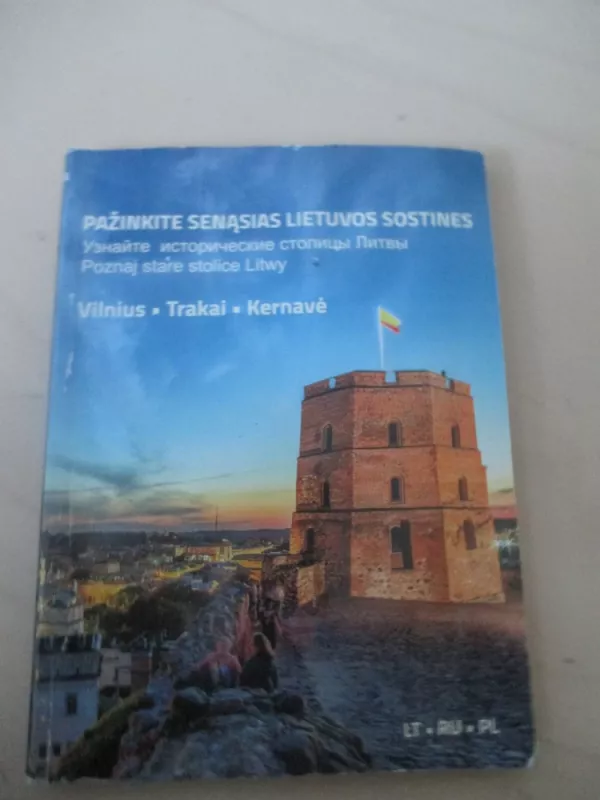 PAŽINKITE SENĄSIAS LIETUVOS SOSTINES
Узнайте исторические столицы Литвы
Poznaj stare stolice Litwy
Vilnius ▪ Trakai ▪ Kernavė
LT ▪ RU ▪ PL